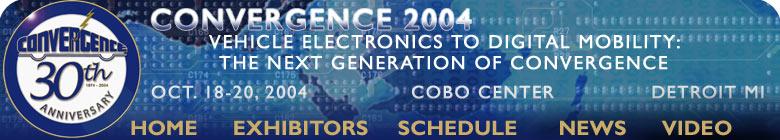 CONVERGENCE 2004
VEHICLE ELECTRONICS TO DIGITAL MOBILITY:
THE NEXT GENERATION OF CONVERGENCE
CONVERGENCE
30th
1974 - 2004
ANNIVERSARY
OCT. 18-20, 2004 COBO CENTER DETROIT MI
HOME EXHIBITORS SCHEDULE NEWS VIDEO